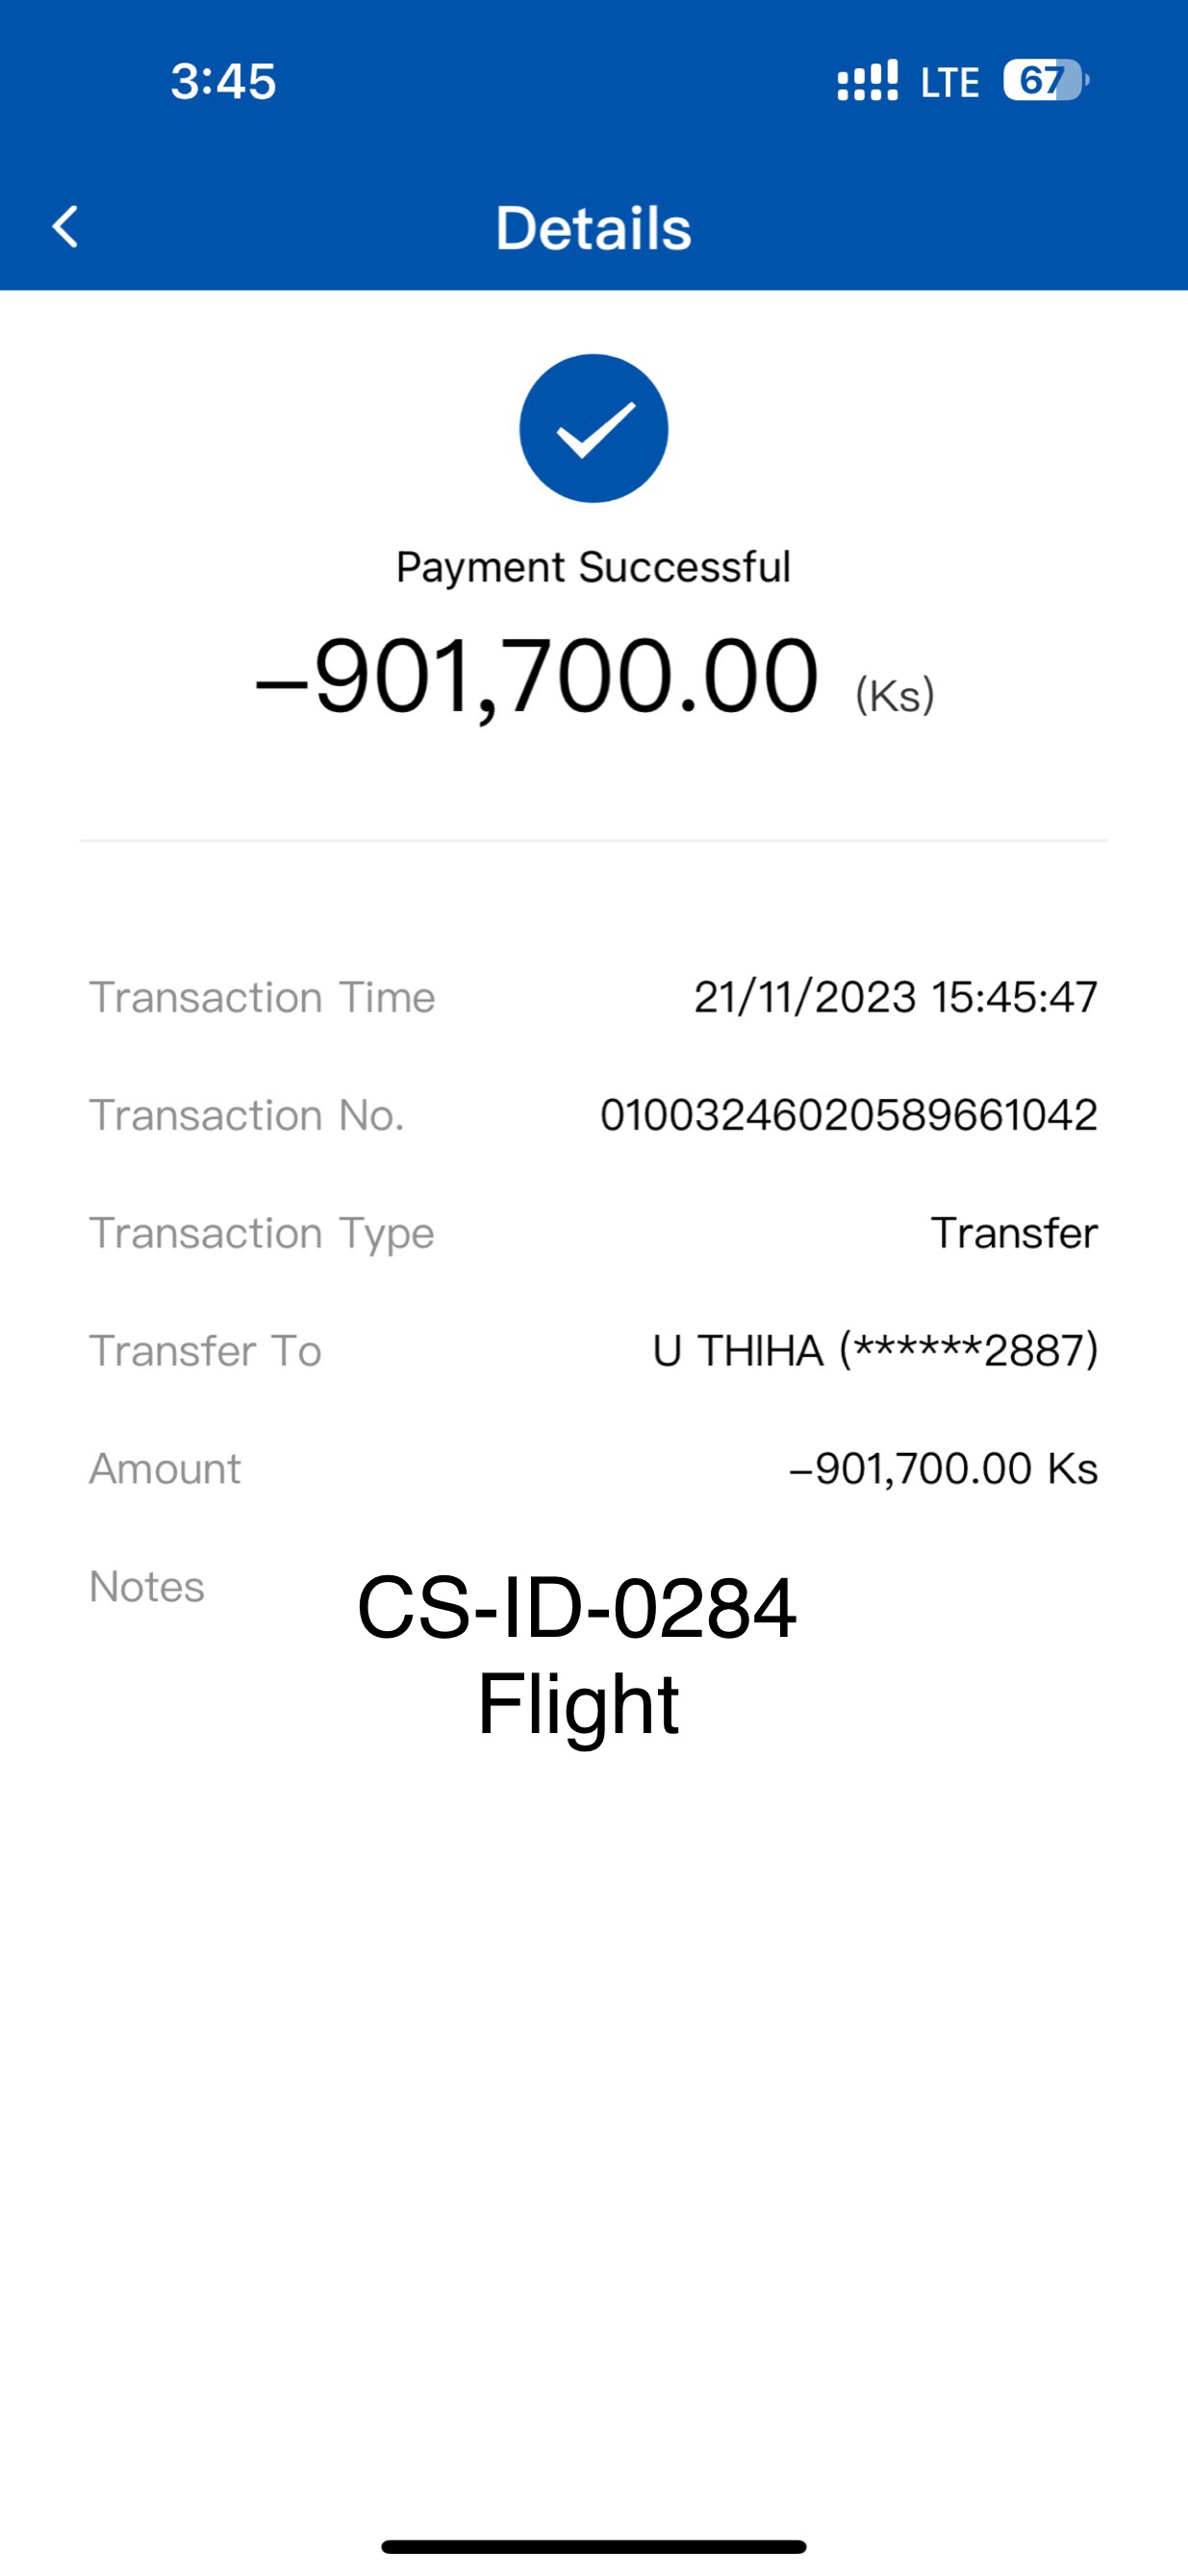 3:45 LTE 67
Details
Payment Successful
–901,700.00 (Ks)
Transaction Time 21/11/2023 15:45:47
Transaction No. 01003246020589661042
Transaction Type Transfer
Transfer To U THIHA (******2887)
Amount –901,700.00 Ks
Notes CS-ID-0284
Flight